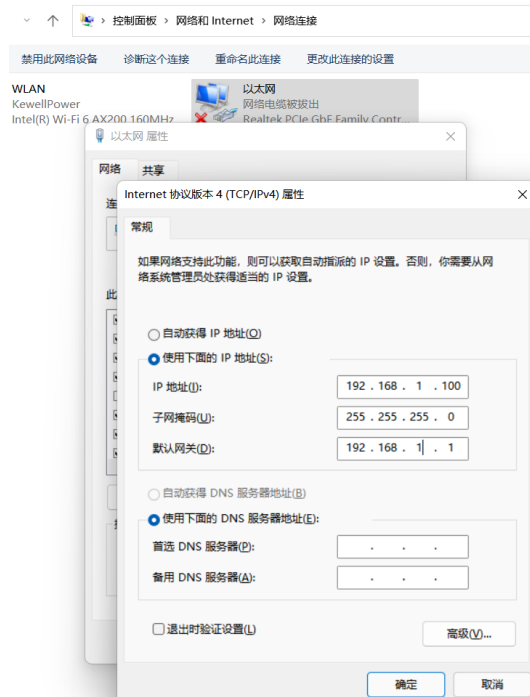 控制面板 › 网络和 Internet › 网络连接
禁用此网络设备 诊断这个连接 重命名此连接 更改此连接的设置
WLAN
KewellPower
Intel(R) Wi-Fi 6 AX200 160MHz
以太网
网络电缆被拔出
Realtek PCIe GbE Family Contr...
以太网 属性
网络 共享
连
此
Internet 协议版本 4 (TCP/IPv4) 属性
常规
如果网络支持此功能，则可以获取自动指派的 IP 设置。否则，你需要从网
络系统管理员处获得适当的 IP 设置。
自动获得 IP 地址(O)
使用下面的 IP 地址(S):
IP 地址(I): 192 . 168 . 1 . 100
子网掩码(U): 255 . 255 . 255 . 0
默认网关(D): 192 . 168 . 1 . 1
自动获得 DNS 服务器地址(B)
使用下面的 DNS 服务器地址(E):
首选 DNS 服务器(P): . . .
备用 DNS 服务器(A): . . .
退出时验证设置(L)
高级(V)...
确定 取消